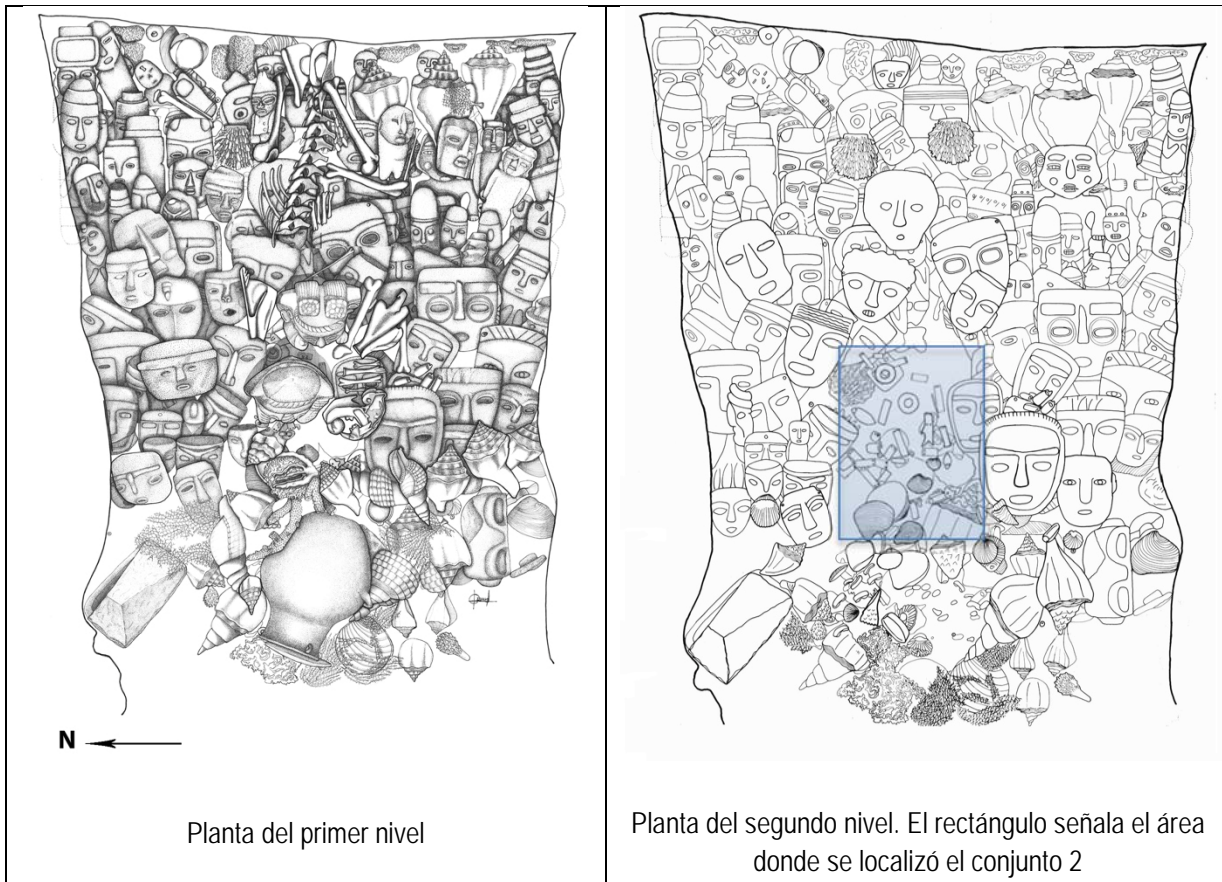 N
Planta del primer nivel
Planta del segundo nivel. El rectángulo señala el área
donde se localizó el conjunto 2